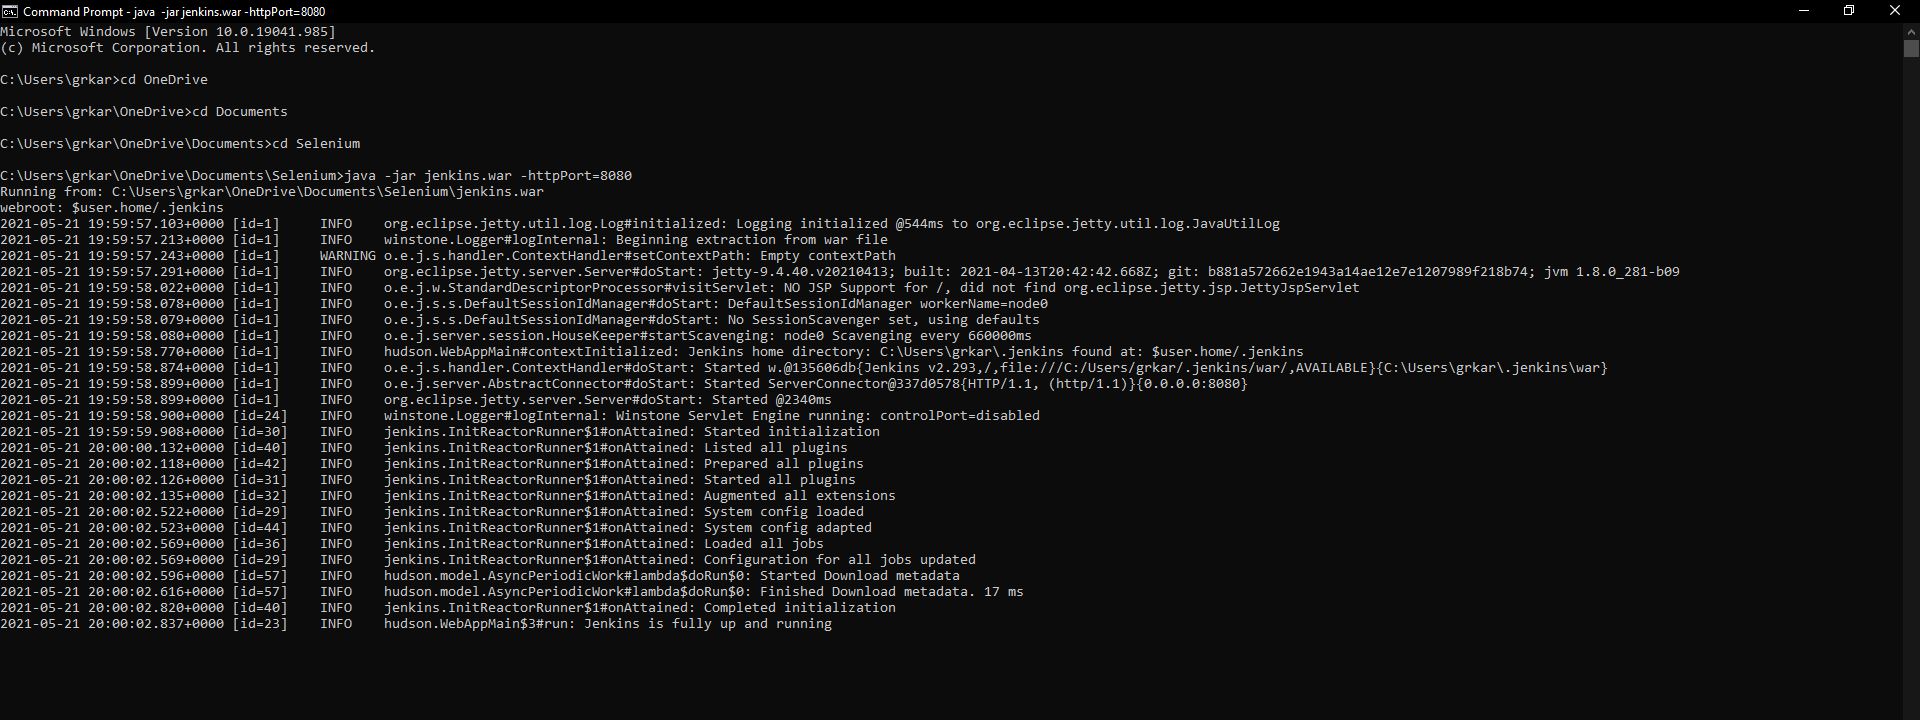 Command Prompt - java  -jar jenkins.war -httpPort=8080
Microsoft Windows [Version 10.0.19041.985]
(c) Microsoft Corporation. All rights reserved.
C:\Users\grkar>cd OneDrive
C:\Users\grkar\OneDrive>cd Documents
C:\Users\grkar\OneDrive\Documents>cd Selenium
C:\Users\grkar\OneDrive\Documents\Selenium>java -jar jenkins.war -httpPort=8080
Running from: C:\Users\grkar\OneDrive\Documents\Selenium\jenkins.war
webroot: $user.home/.jenkins
2021-05-21 19:59:57.103+0000 [id=1]     INFO    org.eclipse.jetty.util.log.Log#initialized: Logging initialized @544ms to org.eclipse.jetty.util.log.JavaUtilLog
2021-05-21 19:59:57.213+0000 [id=1]     INFO    winstone.Logger#logInternal: Beginning extraction from war file
2021-05-21 19:59:57.243+0000 [id=1]     WARNING o.e.j.s.handler.ContextHandler#setContextPath: Empty contextPath
2021-05-21 19:59:57.291+0000 [id=1]     INFO    org.eclipse.jetty.server.Server#doStart: jetty-9.4.40.v20210413; built: 2021-04-13T20:42:42.668Z; git: b881a572662e1943a14ae12e7e1207989f218b74; jvm 1.8.0_281-b09
2021-05-21 19:59:58.022+0000 [id=1]     INFO    o.e.j.w.StandardDescriptorProcessor#visitServlet: NO JSP Support for /, did not find org.eclipse.jetty.jsp.JettyJspServlet
2021-05-21 19:59:58.078+0000 [id=1]     INFO    o.e.j.s.s.DefaultSessionIdManager#doStart: DefaultSessionIdManager workerName=node0
2021-05-21 19:59:58.079+0000 [id=1]     INFO    o.e.j.s.s.DefaultSessionIdManager#doStart: No SessionScavenger set, using defaults
2021-05-21 19:59:58.080+0000 [id=1]     INFO    o.e.j.server.session.HouseKeeper#startScavenging: node0 Scavenging every 660000ms
2021-05-21 19:59:58.770+0000 [id=1]     INFO    hudson.WebAppMain#contextInitialized: Jenkins home directory: C:\Users\grkar\.jenkins found at: $user.home/.jenkins
2021-05-21 19:59:58.874+0000 [id=1]     INFO    o.e.j.s.handler.ContextHandler#doStart: Started w.@135606db{Jenkins v2.293,/,file:///C:/Users/grkar/.jenkins/war/,AVAILABLE}{C:\Users\grkar\.jenkins\war}
2021-05-21 19:59:58.899+0000 [id=1]     INFO    o.e.j.server.AbstractConnector#doStart: Started ServerConnector@337d0578{HTTP/1.1, (http/1.1)}{0.0.0.0:8080}
2021-05-21 19:59:58.899+0000 [id=1]     INFO    org.eclipse.jetty.server.Server#doStart: Started @2340ms
2021-05-21 19:59:58.900+0000 [id=24]    INFO    winstone.Logger#logInternal: Winstone Servlet Engine running: controlPort=disabled
2021-05-21 19:59:59.908+0000 [id=30]    INFO    jenkins.InitReactorRunner$1#onAttained: Started initialization
2021-05-21 20:00:00.132+0000 [id=40]    INFO    jenkins.InitReactorRunner$1#onAttained: Listed all plugins
2021-05-21 20:00:02.118+0000 [id=42]    INFO    jenkins.InitReactorRunner$1#onAttained: Prepared all plugins
2021-05-21 20:00:02.126+0000 [id=31]    INFO    jenkins.InitReactorRunner$1#onAttained: Started all plugins
2021-05-21 20:00:02.135+0000 [id=32]    INFO    jenkins.InitReactorRunner$1#onAttained: Augmented all extensions
2021-05-21 20:00:02.522+0000 [id=29]    INFO    jenkins.InitReactorRunner$1#onAttained: System config loaded
2021-05-21 20:00:02.523+0000 [id=44]    INFO    jenkins.InitReactorRunner$1#onAttained: System config adapted
2021-05-21 20:00:02.569+0000 [id=36]    INFO    jenkins.InitReactorRunner$1#onAttained: Loaded all jobs
2021-05-21 20:00:02.569+0000 [id=29]    INFO    jenkins.InitReactorRunner$1#onAttained: Configuration for all jobs updated
2021-05-21 20:00:02.596+0000 [id=57]    INFO    hudson.model.AsyncPeriodicWork#lambda$doRun$0: Started Download metadata
2021-05-21 20:00:02.616+0000 [id=57]    INFO    hudson.model.AsyncPeriodicWork#lambda$doRun$0: Finished Download metadata. 17 ms
2021-05-21 20:00:02.820+0000 [id=40]    INFO    jenkins.InitReactorRunner$1#onAttained: Completed initialization
2021-05-21 20:00:02.837+0000 [id=23]    INFO    hudson.WebAppMain$3#run: Jenkins is fully up and running